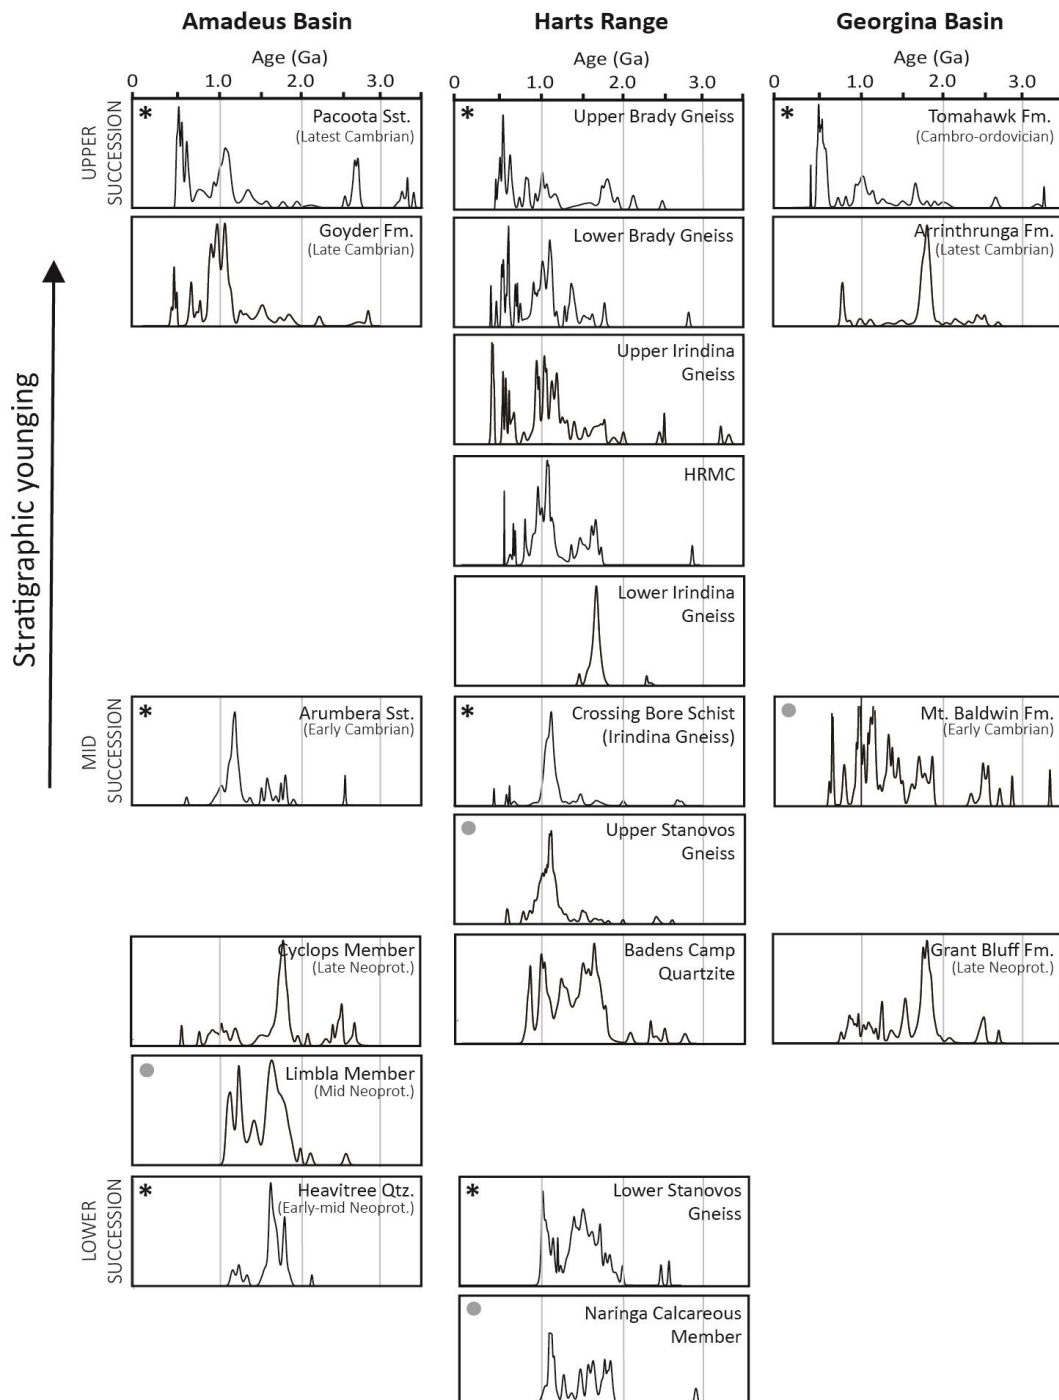 Amadeus Basin
Harts Range
Georgina Basin
Age (Ga)
Age (Ga)
Age (Ga)
0 1.0 2.0 3.0
0 1.0 2.0 3.0
0 1.0 2.0 3.0
UPPER
SUCCESSION
*
Pacoota Sst.
(Latest Cambrian)
*
Upper Brady Gneiss
*
Tomahawk Fm.
(Cambro-ordovician)
Goyder Fm.
(Late Cambrian)
Lower Brady Gneiss
Arrinthrunga Fm.
(Latest Cambrian)
Stratigraphic younging
Upper Irindina
Gneiss
HRMC
Lower Irindina
Gneiss
MID
SUCCESSION
*
Arumbera Sst.
(Early Cambrian)
*
Crossing Bore Schist
(Irindina Gneiss)
Mt. Baldwin Fm.
(Early Cambrian)
Upper Stanovos
Gneiss
Cyclops Member
(Late Neoprot.)
Badens Camp
Quartzite
Grant Bluff Fm.
(Late Neoprot.)
Limbla Member
(Mid Neoprot.)
LOWER
SUCCESSION
*
Heavitree Qtz.
(Early-mid Neoprot.)
*
Lower Stanovos
Gneiss
Naringa Calcareous
Member